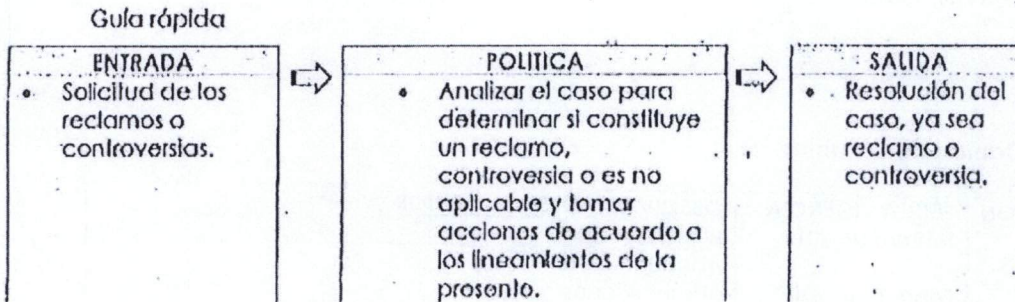 Guía rápida
ENTRADA
• Solicitud de los
reclamos o
controversias.
POLITICA
• Analizar el caso para
determinar si constituye
un reclamo,
controversia o es no
aplicable y tomar
acciones de acuerdo a
los lineamientos de la
presente.
SALIDA
• Resolución del
caso, ya sea
reclamo o
controversia.